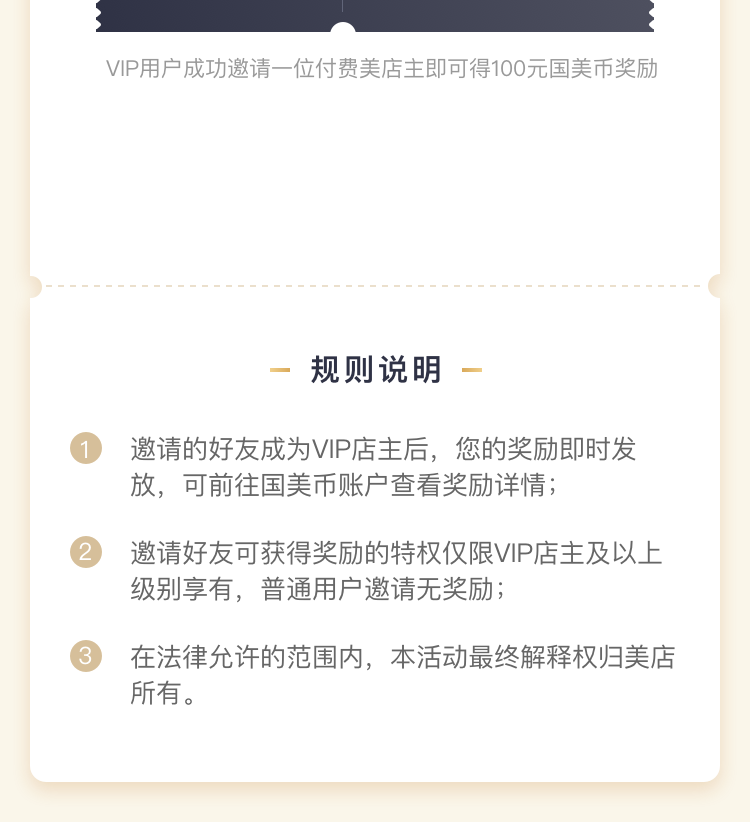 VIP用户成功邀请一位付费美店主即可得100元国美币奖励
规则说明
1 邀请的好友成为VIP店主后，您的奖励即时发
放，可前往国美币账户查看奖励详情；
2 邀请好友可获得奖励的特权仅限VIP店主及以上
级别享有，普通用户邀请无奖励；
3 在法律允许的范围内，本活动最终解释权归美店
所有。